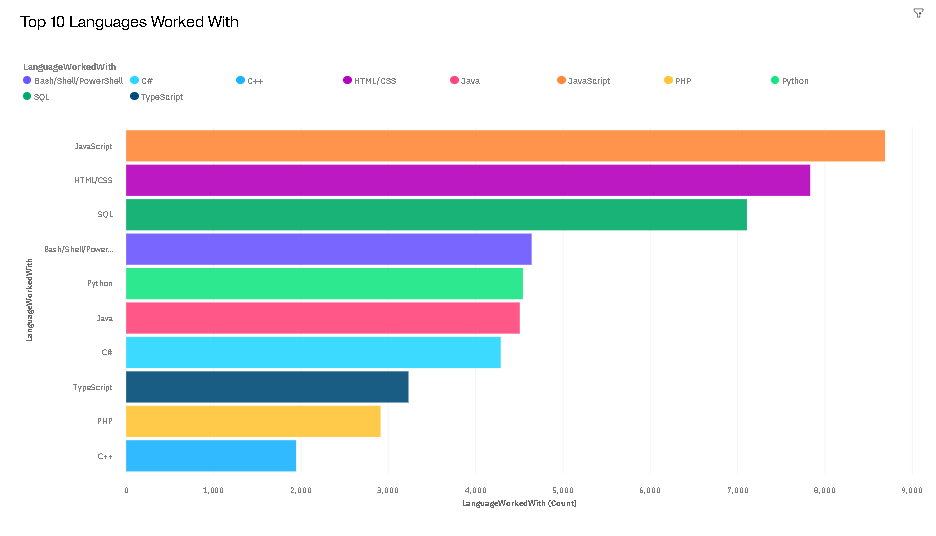 Top 10 Languages Worked With
LanguageWorkedWith
Bash/Shell/PowerShell C# C++ HTML/CSS Java JavaScript PHP Python
SQL TypeScript
JavaScript
HTML/CSS
SQL
Bash/Shell/Power...
Python
Java
C#
TypeScript
PHP
C++
LanguageWorkedWith
0 1,000 2,000 3,000 4,000 5,000 6,000 7,000 8,000 9,000
LanguageWorkedWith (Count)